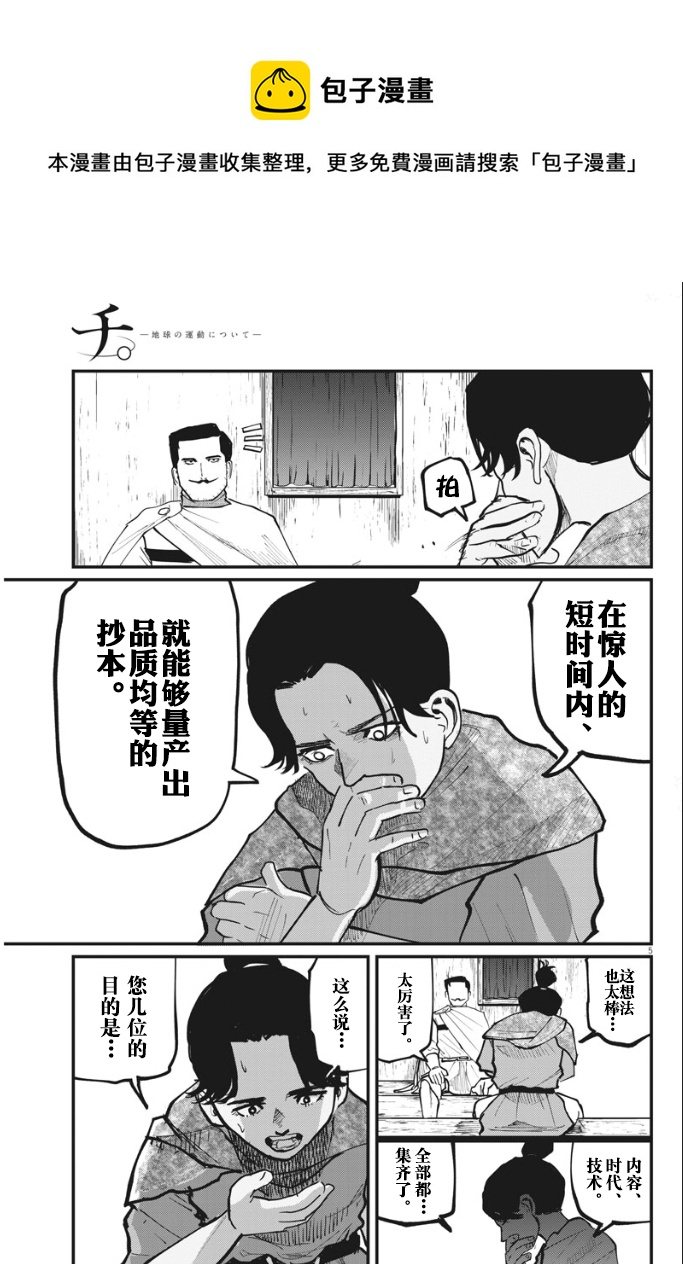 包子漫畫
本漫畫由包子漫畫收集整理，更多免費漫画請搜索「包子漫畫」
チ。
—地球の運動について—
拍
在惊人的
短时间内、
就能够量产出
品质均等的
抄本。
5
这想法
也太棒…
太厉害了。
内容、
时代、
技术。
全部都…
集齐了。
这么说…
您几位的
目的是…